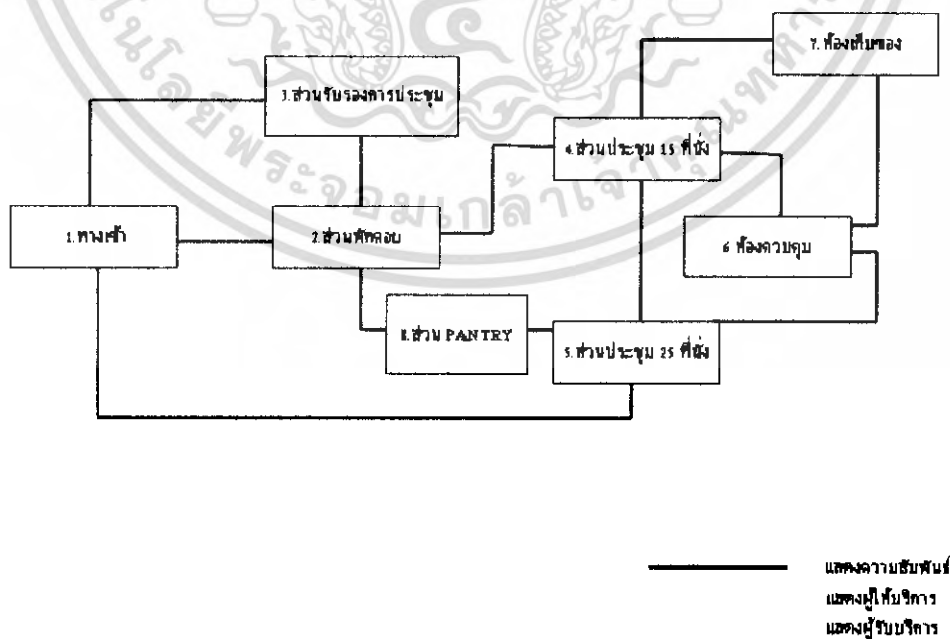 7.ห้องเก็บของ
3.ส่วนรับรองการประชุม
4.ส่วนประชุม 15 ที่นั่ง
1.ทางเข้า
2.ส่วนพักคอย
6 ห้องควบคุม
8.ส่วน PANTRY
5.ส่วนประชุม 25 ที่นั่ง
แสดงความสัมพันธ์
แสดงผู้ให้บริการ
แสดงผู้รับบริการ